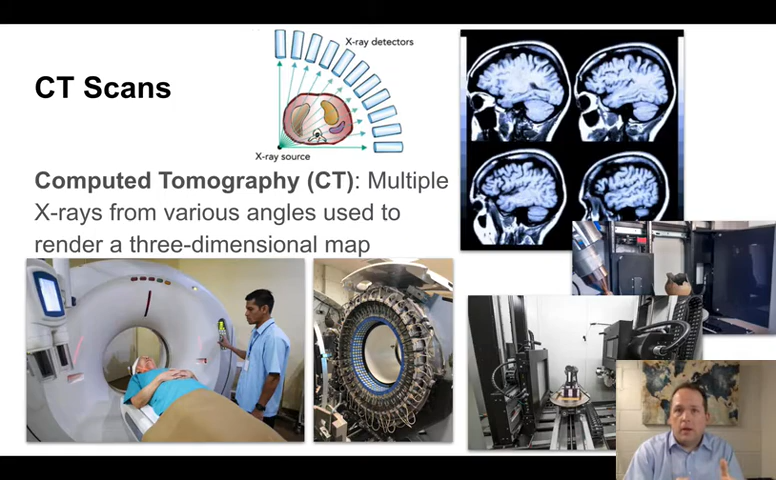 X-ray detectors
CT Scans
X-ray source
Computed Tomography (CT): Multiple
X-rays from various angles used to
render a three-dimensional map